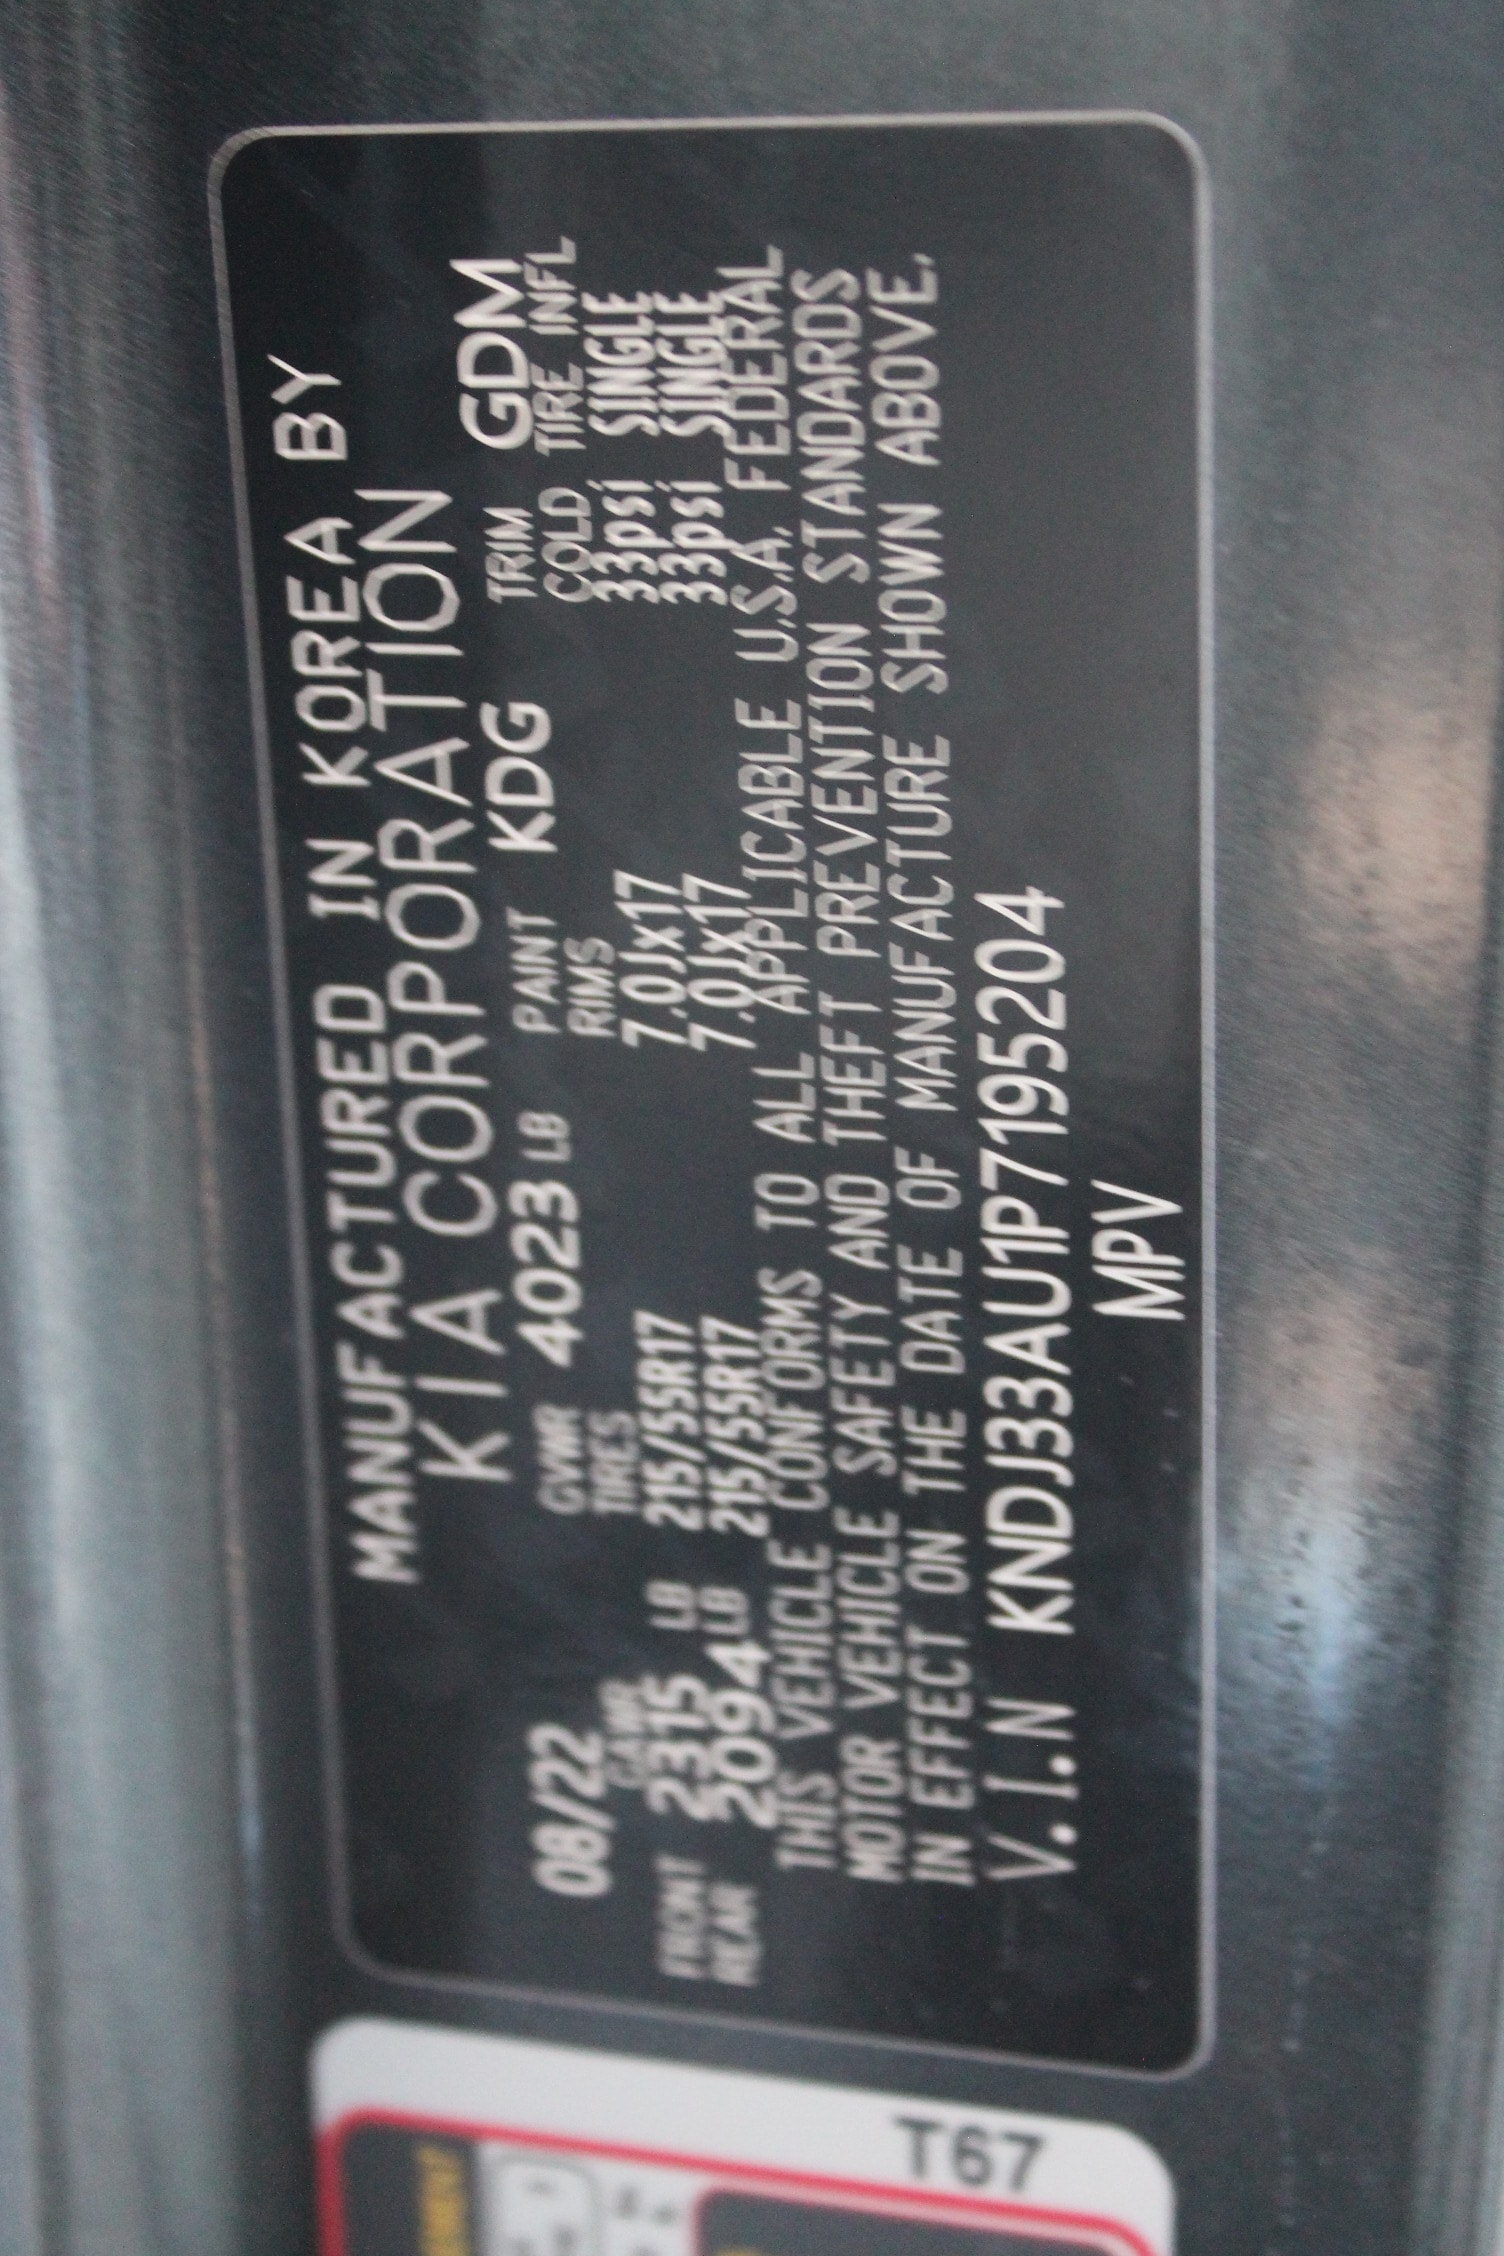 MANUFACTURED IN KOREA BY
KIA CORPORATION
08/22 GVWR 4023 LB PAINT KDG TRIM GDM
GAWR TIRES RIMS COLD TIRE INFL
FRONT 2315 LB 215/55R17 7.0Jx17 33psi SINGLE
REAR 2094 LB 215/55R17 7.0Jx17 33psi SINGLE
THIS VEHICLE CONFORMS TO ALL APPLICABLE U.S.A. FEDERAL
MOTOR VEHICLE SAFETY AND THEFT PREVENTION STANDARDS
IN EFFECT ON THE DATE OF MANUFACTURE SHOWN ABOVE.
V.I.N KNDJ33AU1P7195204
MPV
T67